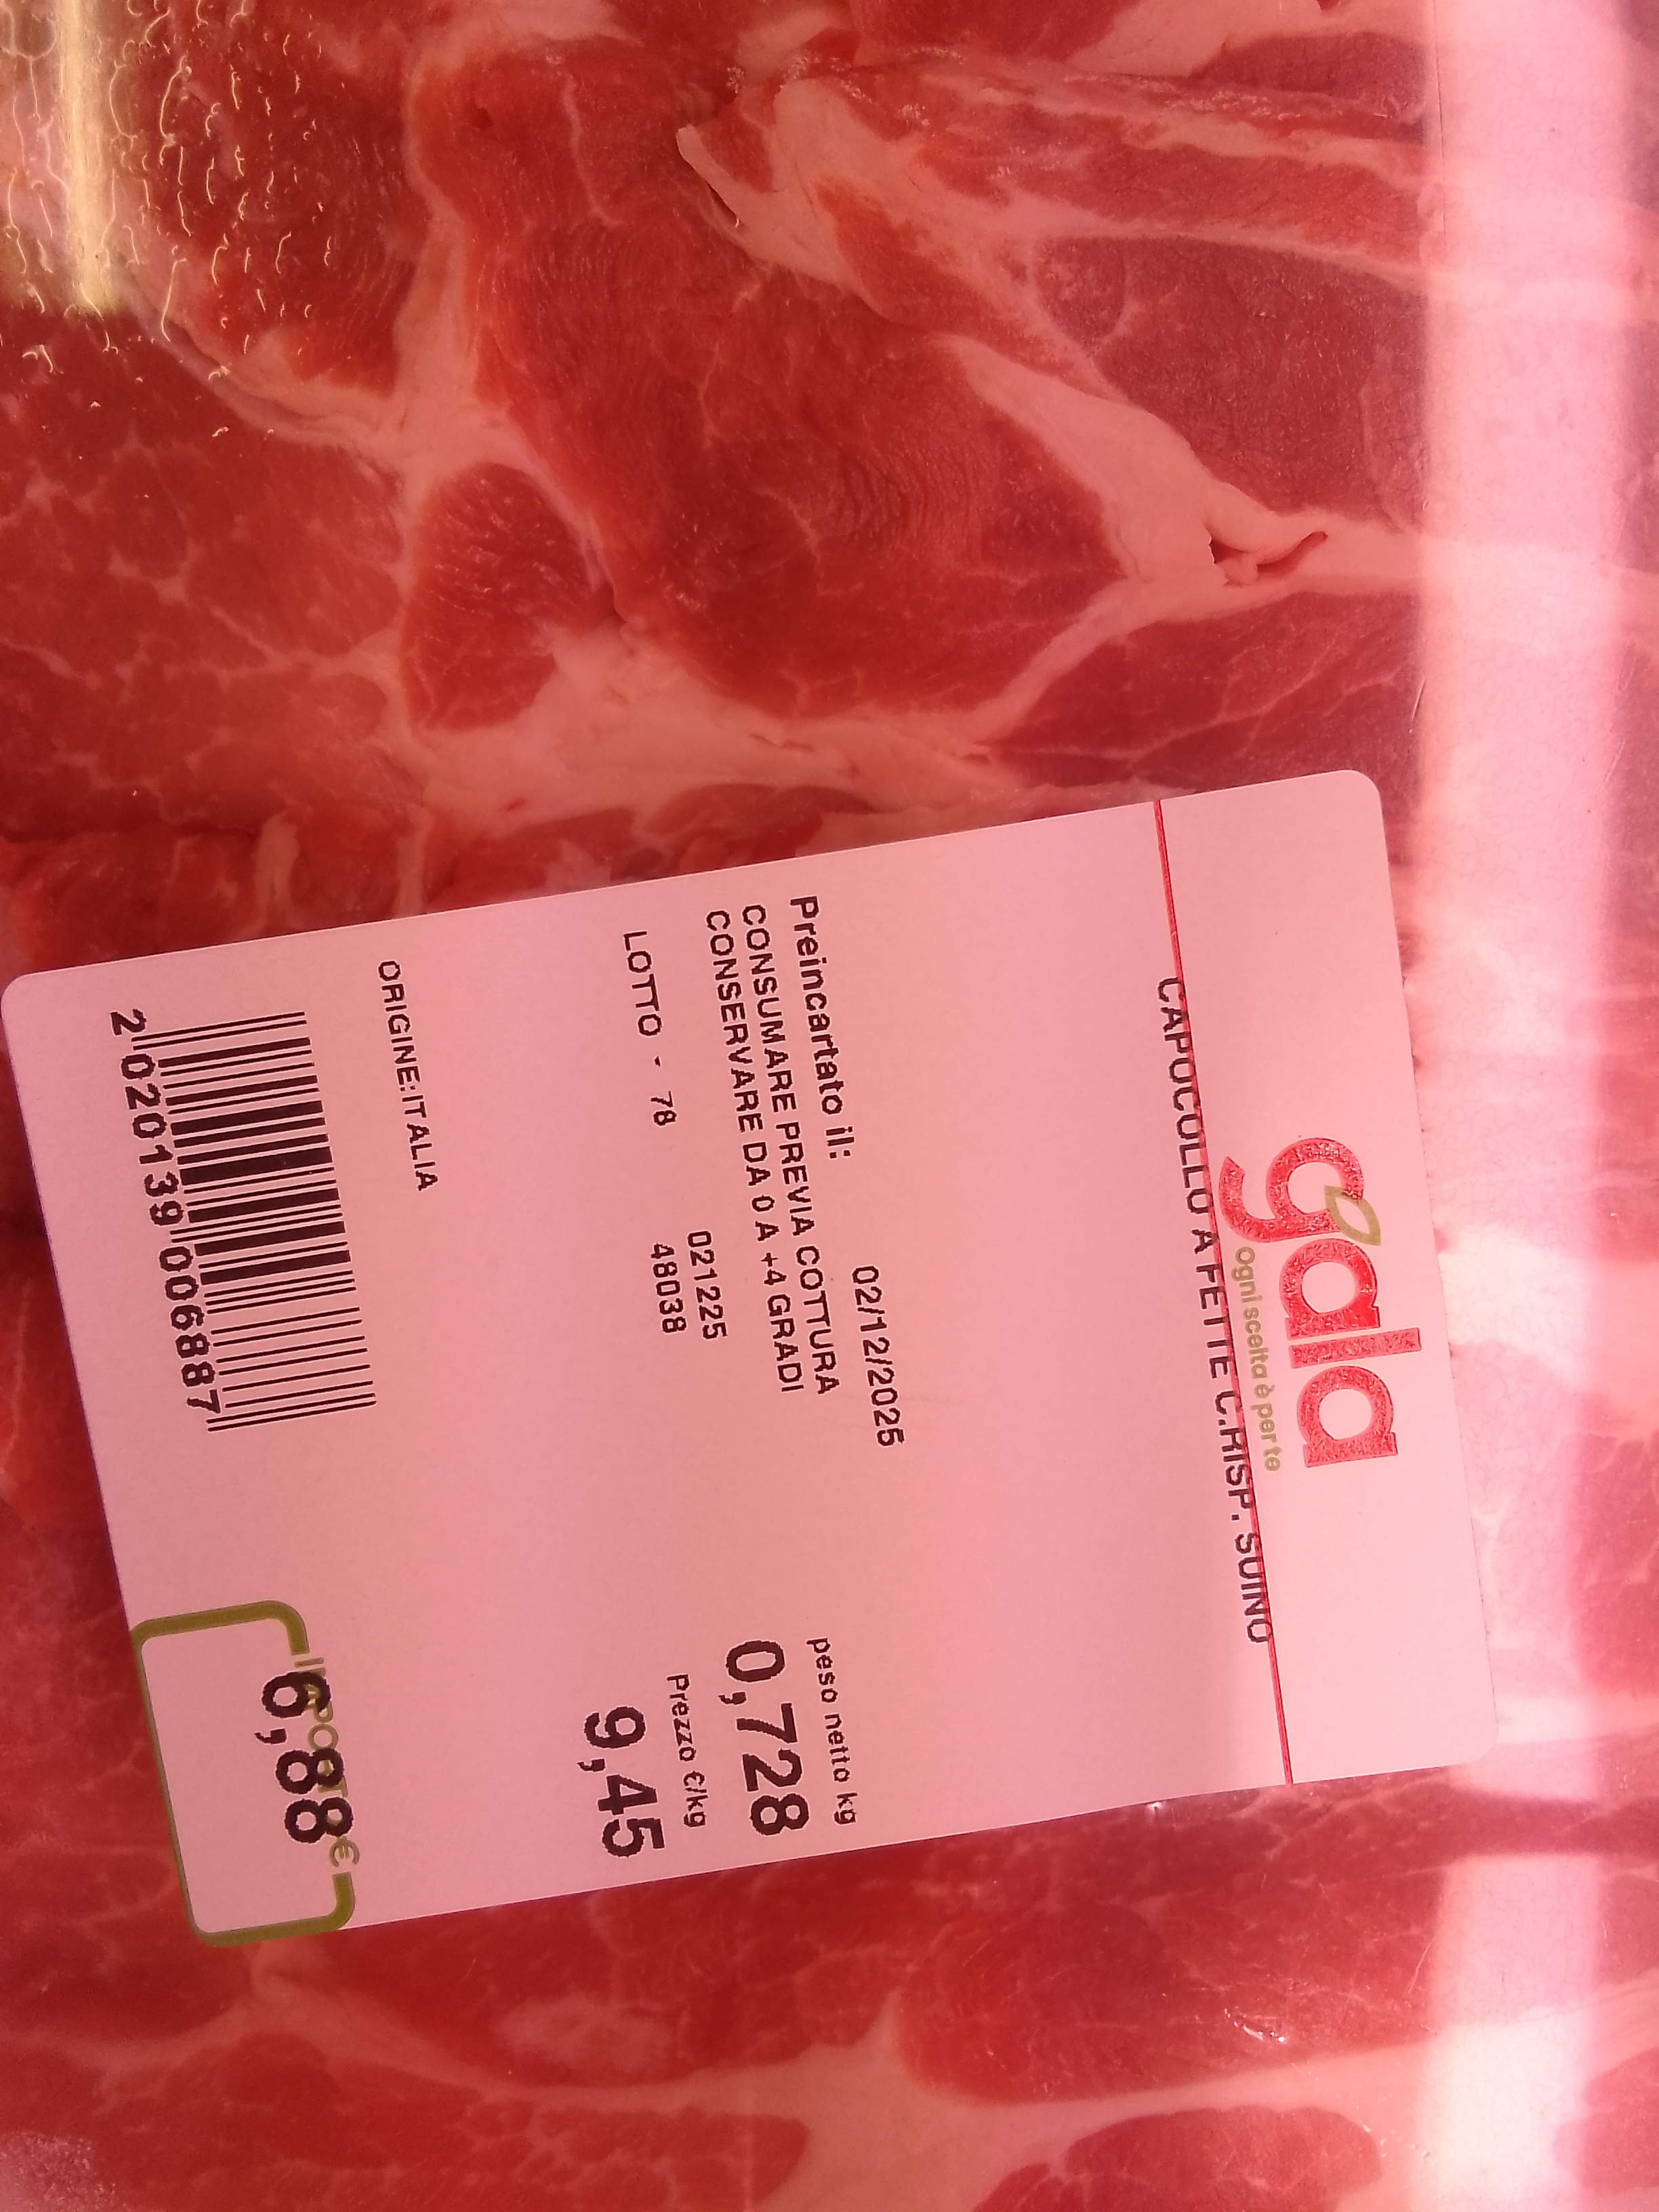 gala
ogni scelta è per te
CAPOCOLLO A FETTE C.RISP. SUINO
Preincartato il: 02/12/2025
CONSUMARE PREVIA COTTURA
CONSERVARE DA 0 A +4 GRADI
021225
LOTTO - 78 48038
peso netto kg
0,728
Prezzo €/kg
9,45
ORIGINE:ITALIA
IMPORTO €
6,88
2 020139 006887